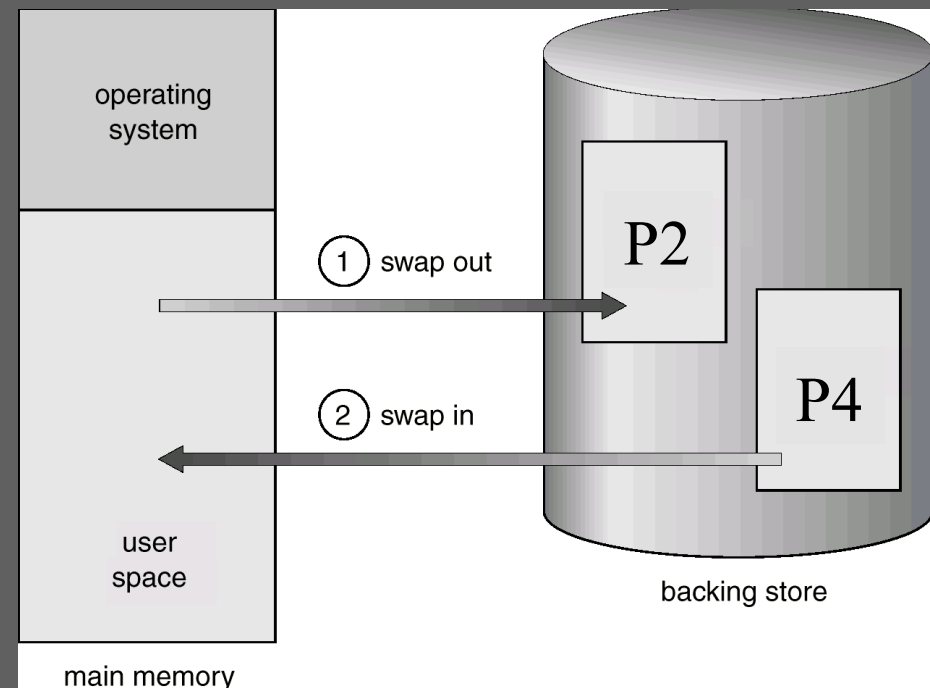 operating
system
1 swap out
P2
P4
2 swap in
user
space
backing store
main memory